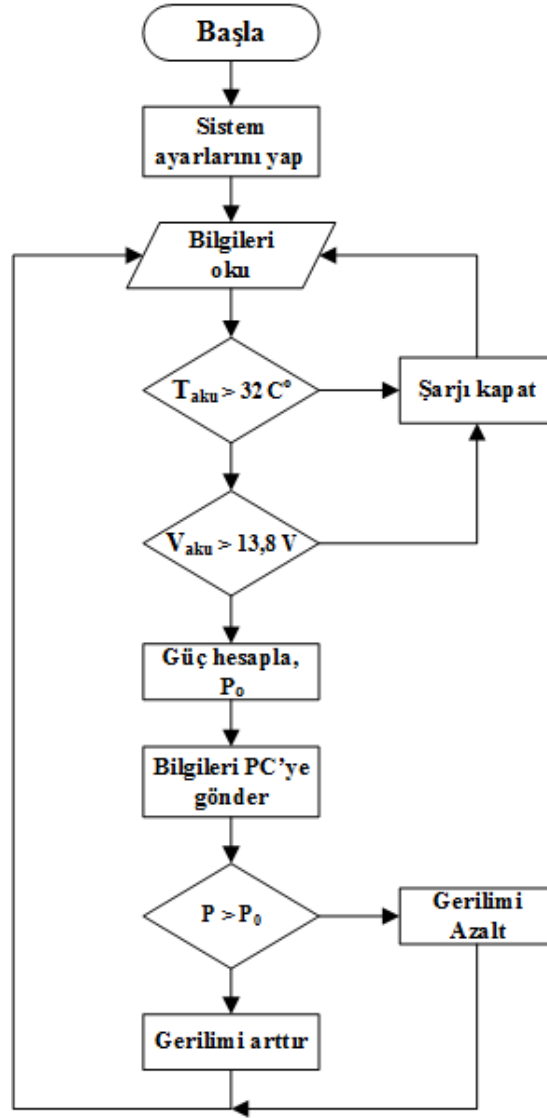 Başla
Sistem
ayarlarını yap
Bilgileri
oku
Taku > 32 C°
Şarjı kapat
Vaku > 13,8 V
Güç hesapla,
P0
Bilgileri PC’ye
gönder
P > P0
Gerilimi
Azalt
Gerilimi arttır